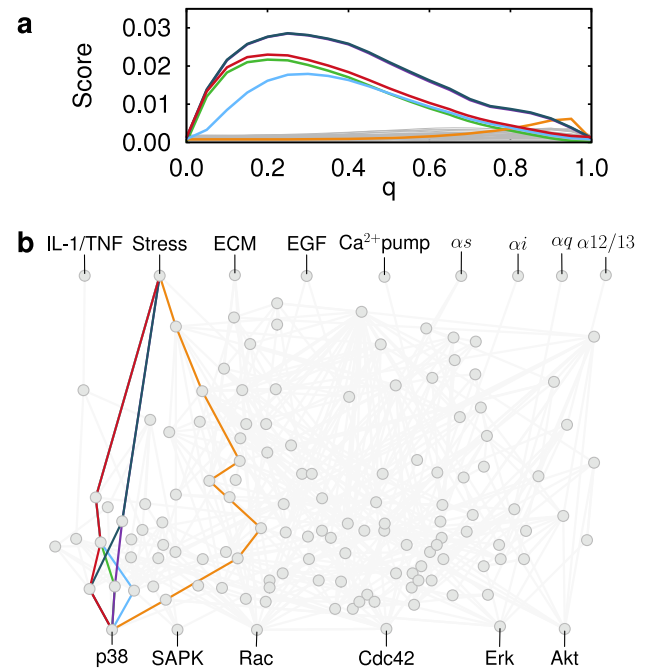 a
Score
0.03
0.02
0.01
0.00
0.0 0.2 0.4 0.6 0.8 1.0
q
b
IL-1/TNF Stress ECM EGF Ca²⁺pump αs αi αq α12/13
p38 SAPK Rac Cdc42 Erk Akt